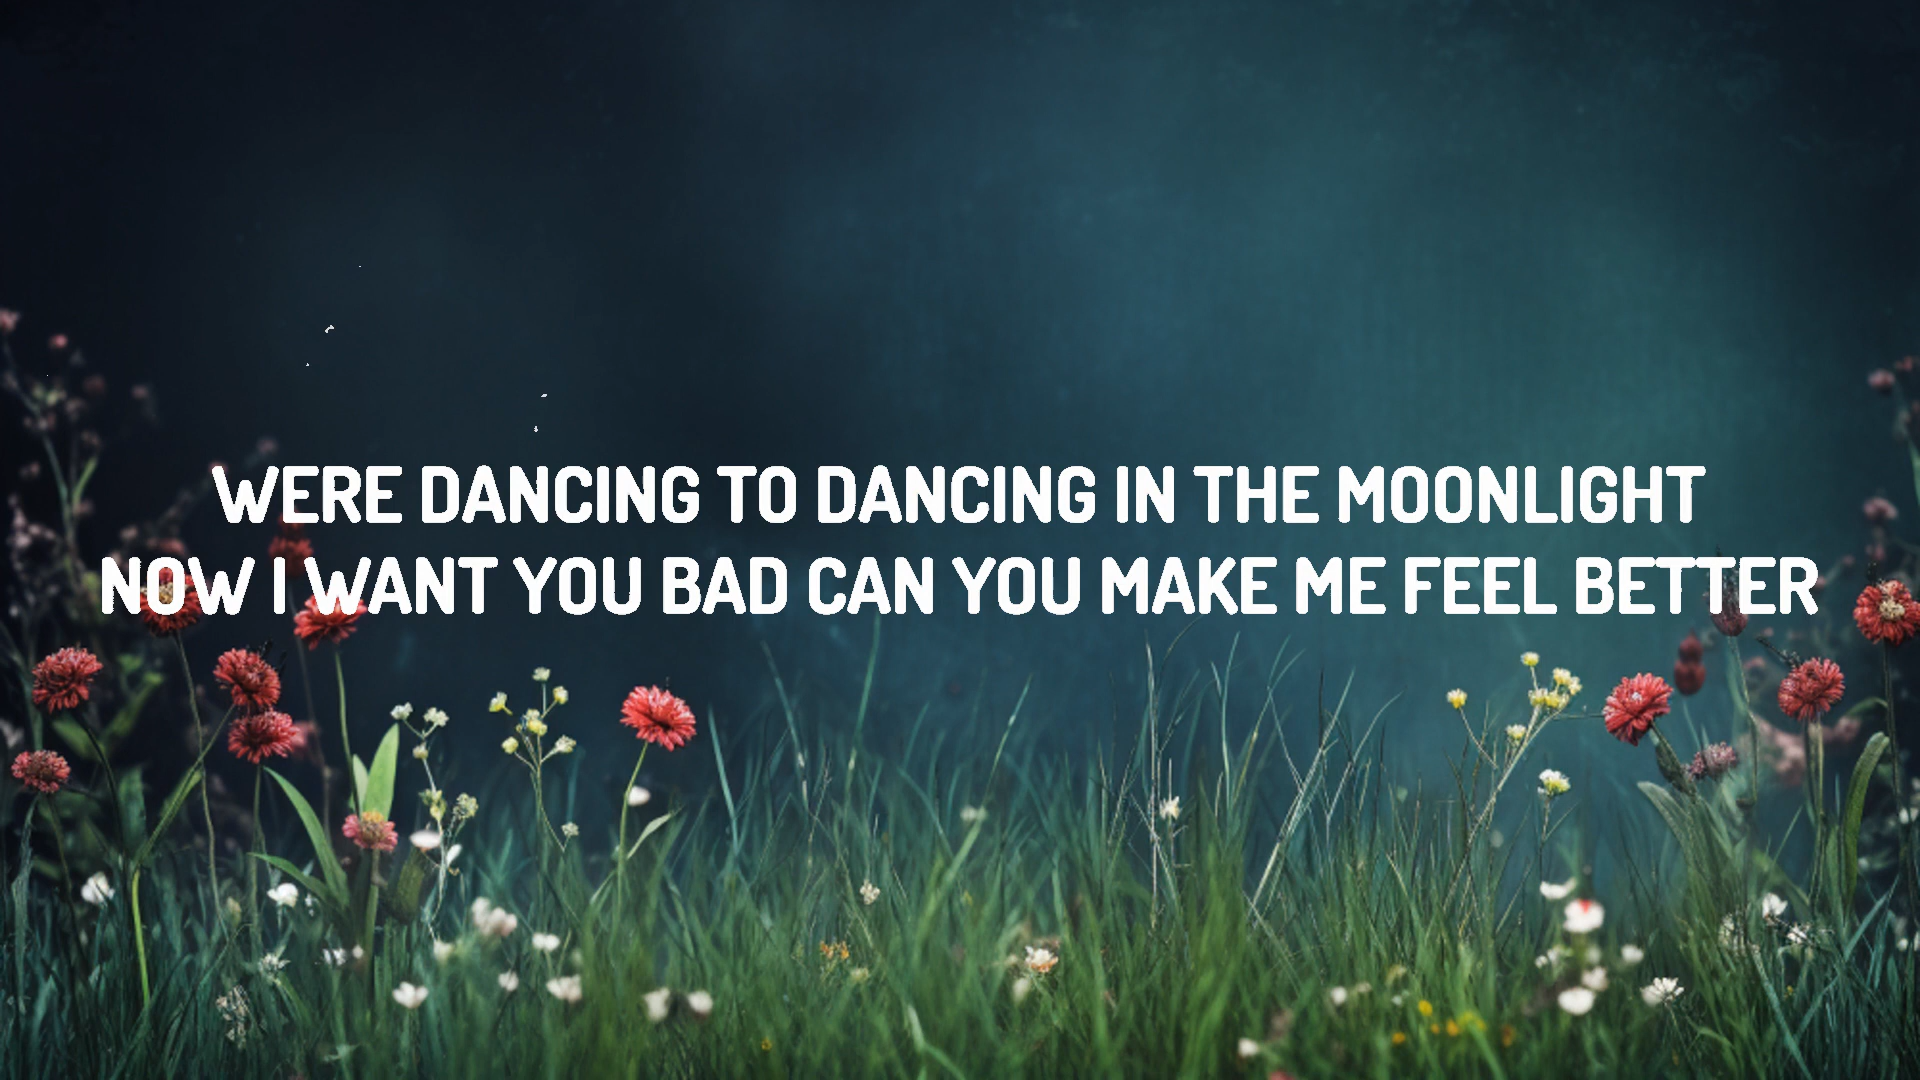 WERE DANCING TO DANCING IN THE MOONLIGHT
NOW I WANT YOU BAD CAN YOU MAKE ME FEEL BETTER